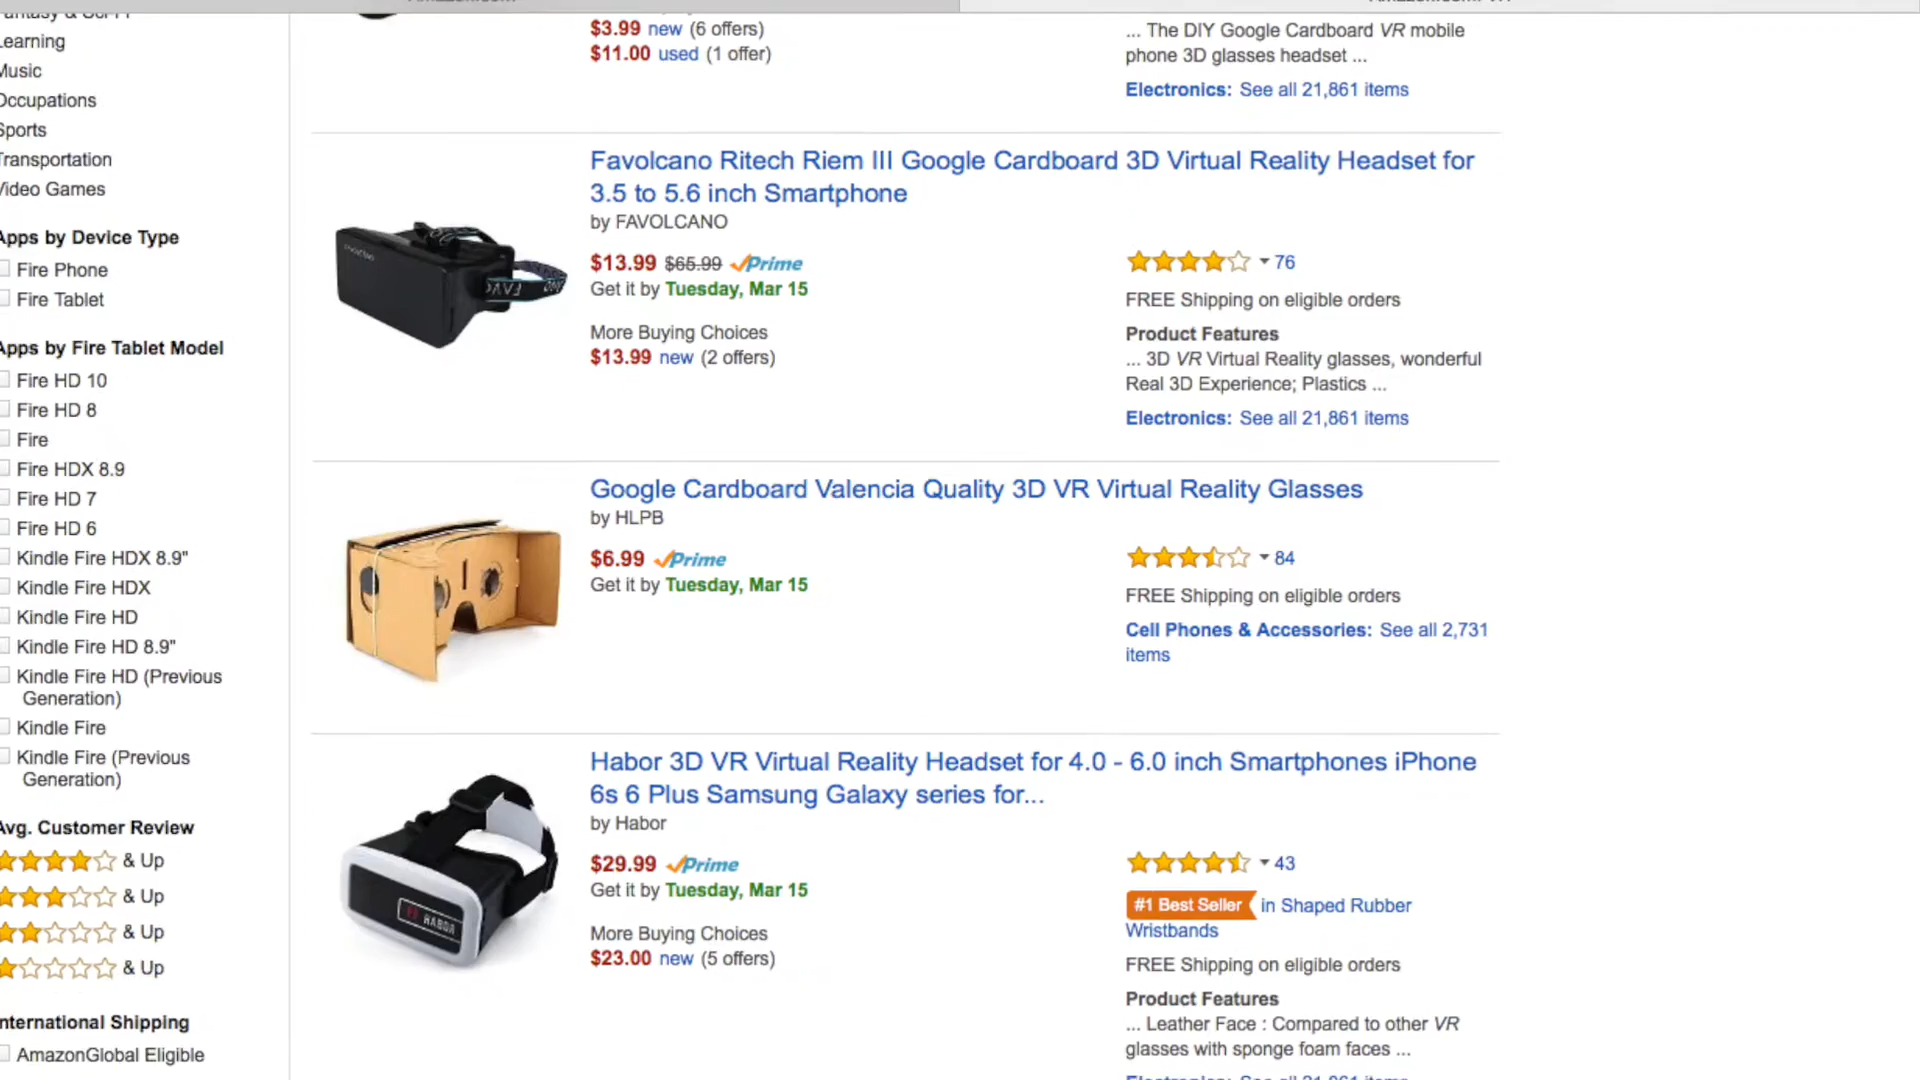 Learning
Music
Occupations
Sports
Transportation
Video Games
Apps by Device Type
Fire Phone
Fire Tablet
Apps by Fire Tablet Model
Fire HD 10
Fire HD 8
Fire
Fire HDX 8.9
Fire HD 7
Fire HD 6
Kindle Fire HDX 8.9"
Kindle Fire HDX
Kindle Fire HD
Kindle Fire HD 8.9"
Kindle Fire HD (Previous
Generation)
Kindle Fire
Kindle Fire (Previous
Generation)
Avg. Customer Review
& Up
& Up
& Up
& Up
International Shipping
AmazonGlobal Eligible
$3.99 new (6 offers)
$11.00 used (1 offer)
... The DIY Google Cardboard VR mobile
phone 3D glasses headset ...
Electronics: See all 21,861 items
Favolcano Ritech Riem III Google Cardboard 3D Virtual Reality Headset for
3.5 to 5.6 inch Smartphone
by FAVOLCANO
$13.99 $65.99 Prime
Get it by Tuesday, Mar 15
More Buying Choices
$13.99 new (2 offers)
76
FREE Shipping on eligible orders
Product Features
... 3D VR Virtual Reality glasses, wonderful
Real 3D Experience; Plastics ...
Electronics: See all 21,861 items
Google Cardboard Valencia Quality 3D VR Virtual Reality Glasses
by HLPB
$6.99 Prime
Get it by Tuesday, Mar 15
84
FREE Shipping on eligible orders
Cell Phones & Accessories: See all 2,731
items
Habor 3D VR Virtual Reality Headset for 4.0 - 6.0 inch Smartphones iPhone
6s 6 Plus Samsung Galaxy series for...
by Habor
HABOR
$29.99 Prime
Get it by Tuesday, Mar 15
More Buying Choices
$23.00 new (5 offers)
43
#1 Best Seller in Shaped Rubber
Wristbands
FREE Shipping on eligible orders
Product Features
... Leather Face : Compared to other VR
glasses with sponge foam faces ...